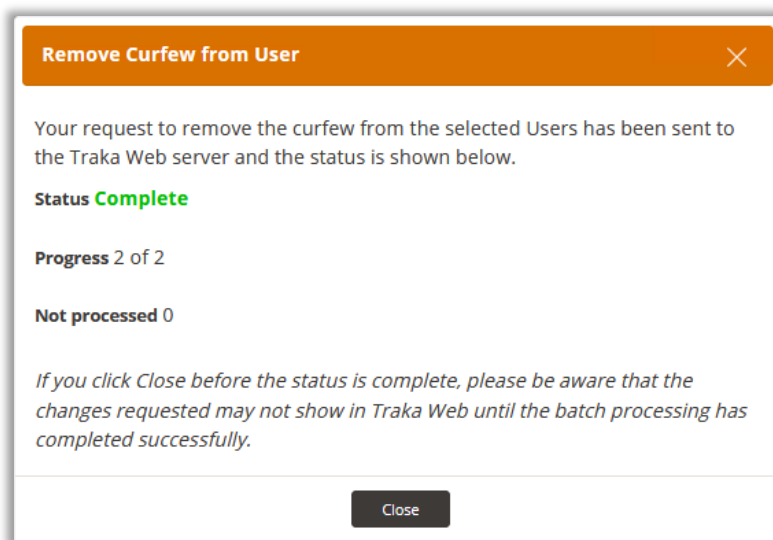 Remove Curfew from User
Your request to remove the curfew from the selected Users has been sent to
the Traka Web server and the status is shown below.
Status Complete
Progress 2 of 2
Not processed 0
If you click Close before the status is complete, please be aware that the
changes requested may not show in Traka Web until the batch processing has
completed successfully.
Close